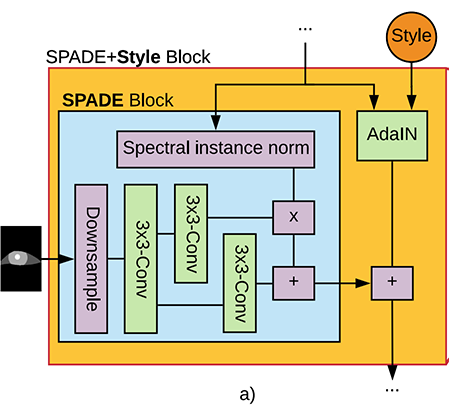 ...
Style
SPADE+Style Block
SPADE Block
AdaIN
Spectral instance norm
Downsample
3x3-Conv
3x3-Conv
3x3-Conv
x
+
+
...
a)